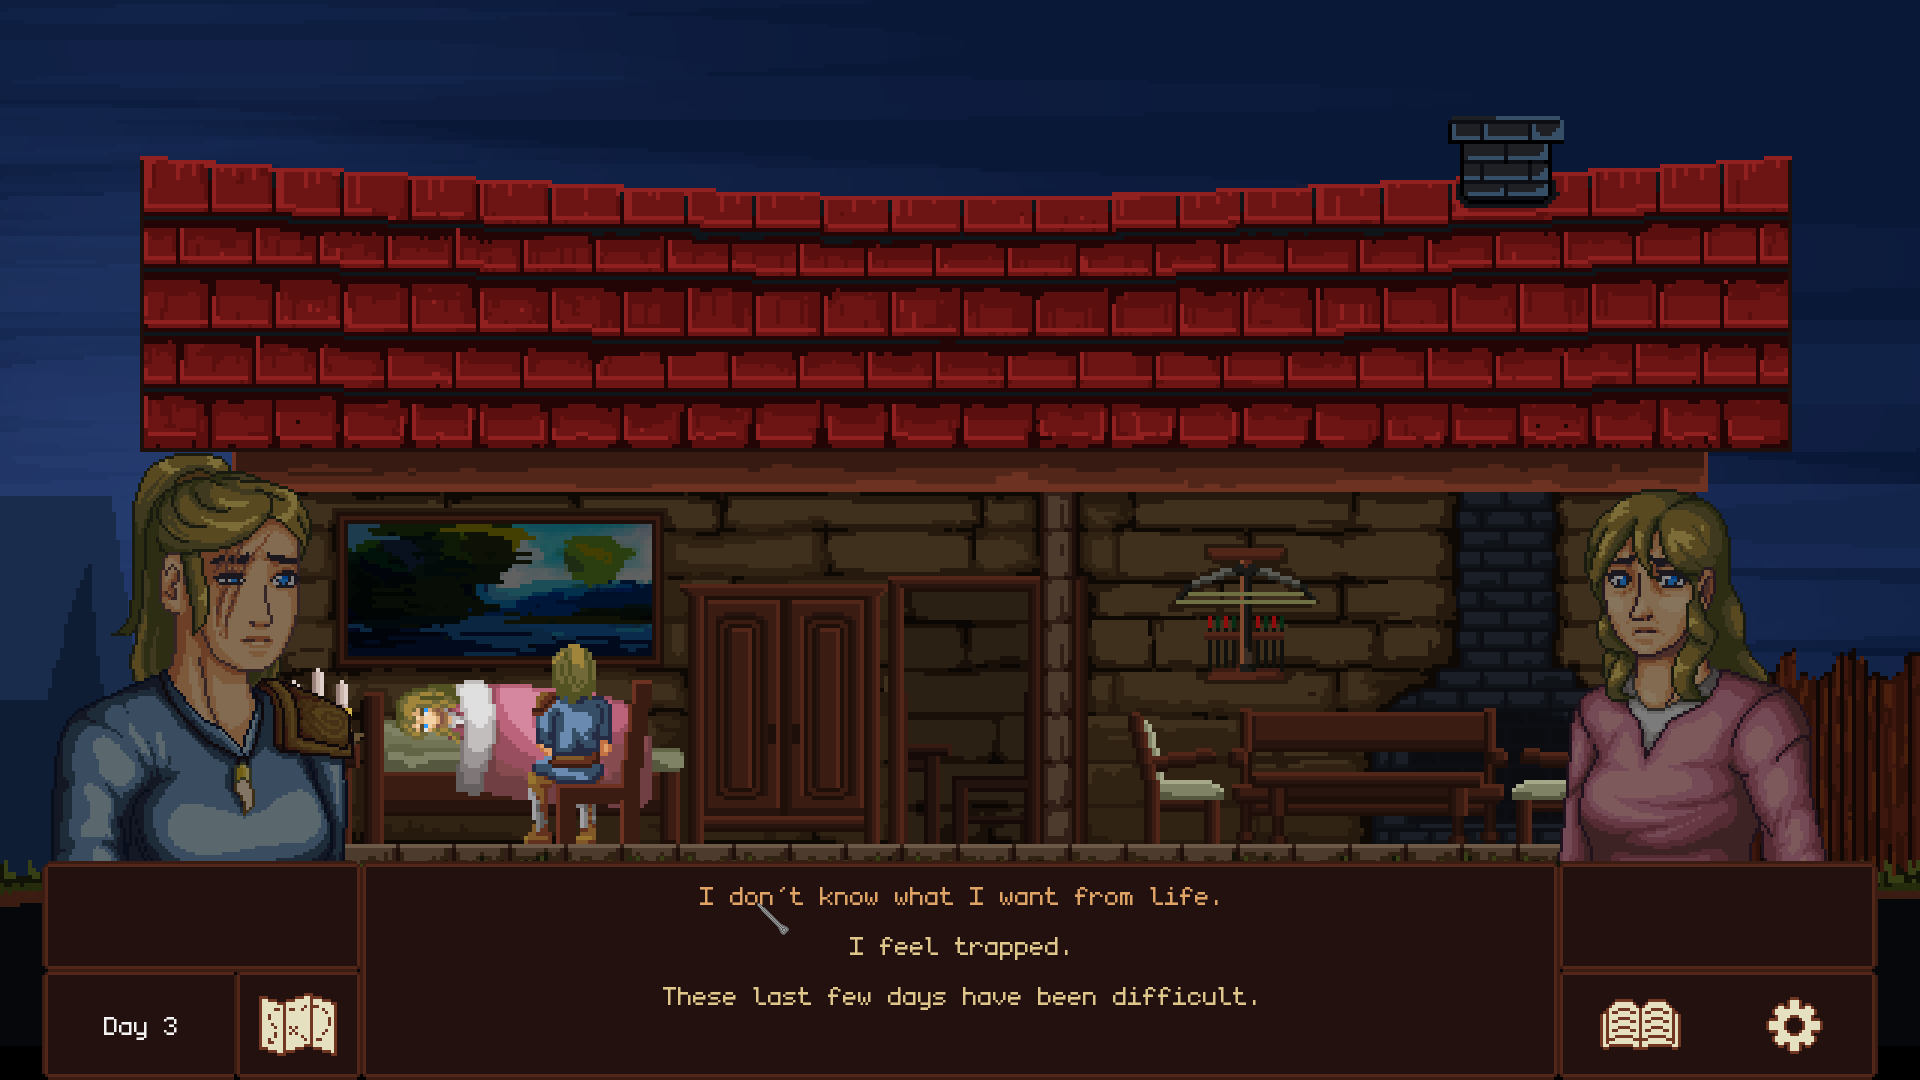 I don't know what I want from life.
I feel trapped.
These last few days have been difficult.
Day 3